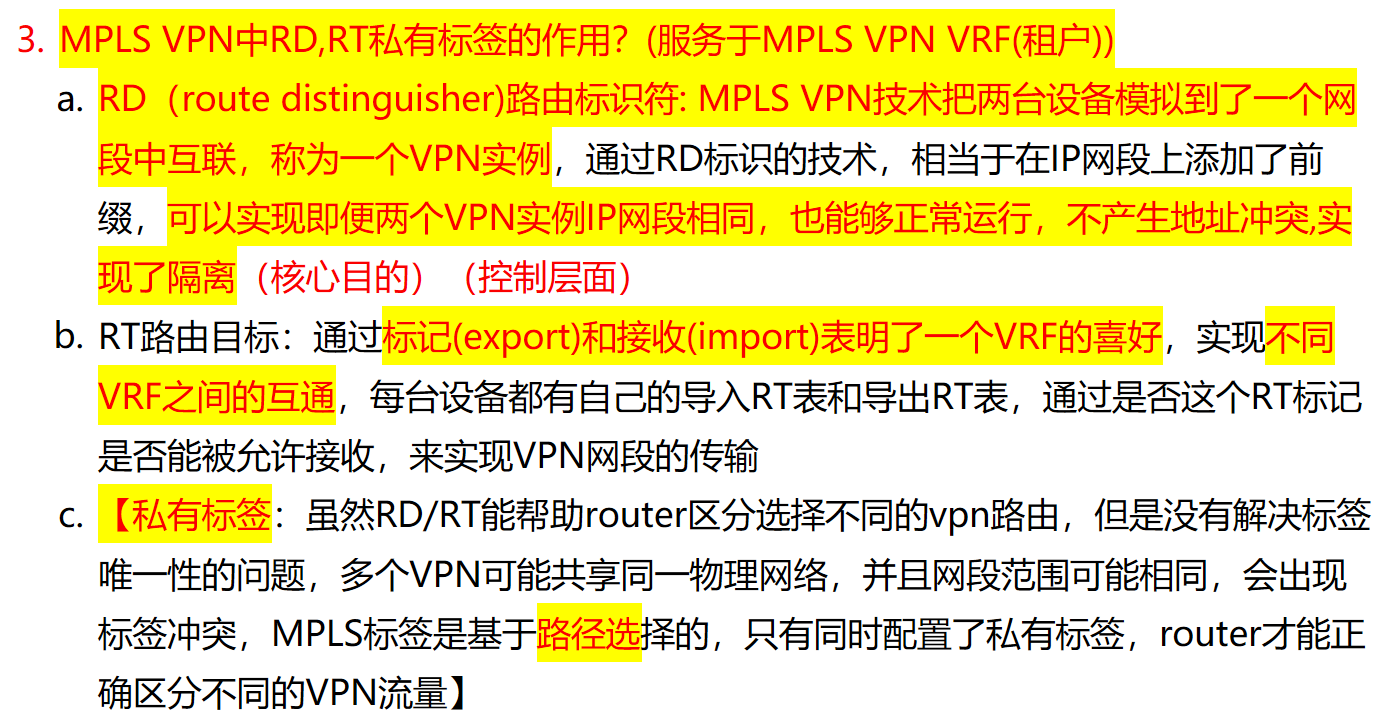 3. MPLS VPN中RD,RT私有标签的作用？(服务于MPLS VPN VRF(租户))
a. RD（route distinguisher)路由标识符: MPLS VPN技术把两台设备模拟到了一个网
段中互联，称为一个VPN实例，通过RD标识的技术，相当于在IP网段上添加了前
缀，可以实现即便两个VPN实例IP网段相同，也能够正常运行，不产生地址冲突,实
现了隔离（核心目的）（控制层面）
b. RT路由目标：通过标记(export)和接收(import)表明了一个VRF的喜好，实现不同
VRF之间的互通，每台设备都有自己的导入RT表和导出RT表，通过是否这个RT标记
是否能被允许接收，来实现VPN网段的传输
c. 【私有标签：虽然RD/RT能帮助router区分选择不同的vpn路由，但是没有解决标签
唯一性的问题，多个VPN可能共享同一物理网络，并且网段范围可能相同，会出现
标签冲突，MPLS标签是基于路径选择的，只有同时配置了私有标签，router才能正
确区分不同的VPN流量】